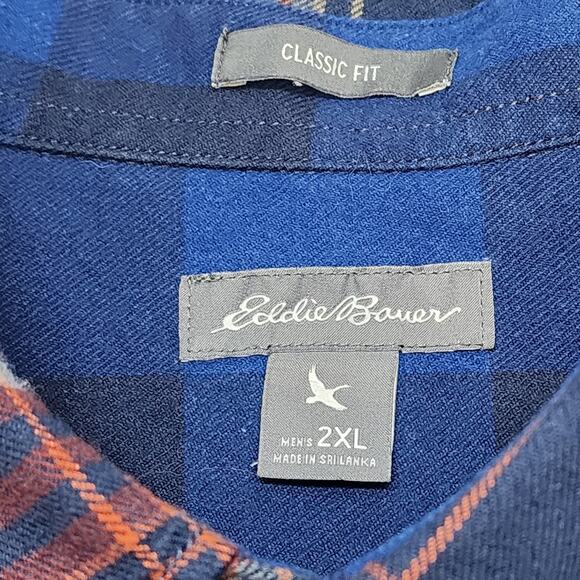 CLASSIC FIT
Eddie Bauer
MEN'S 2XL
MADE IN SRI LANKA